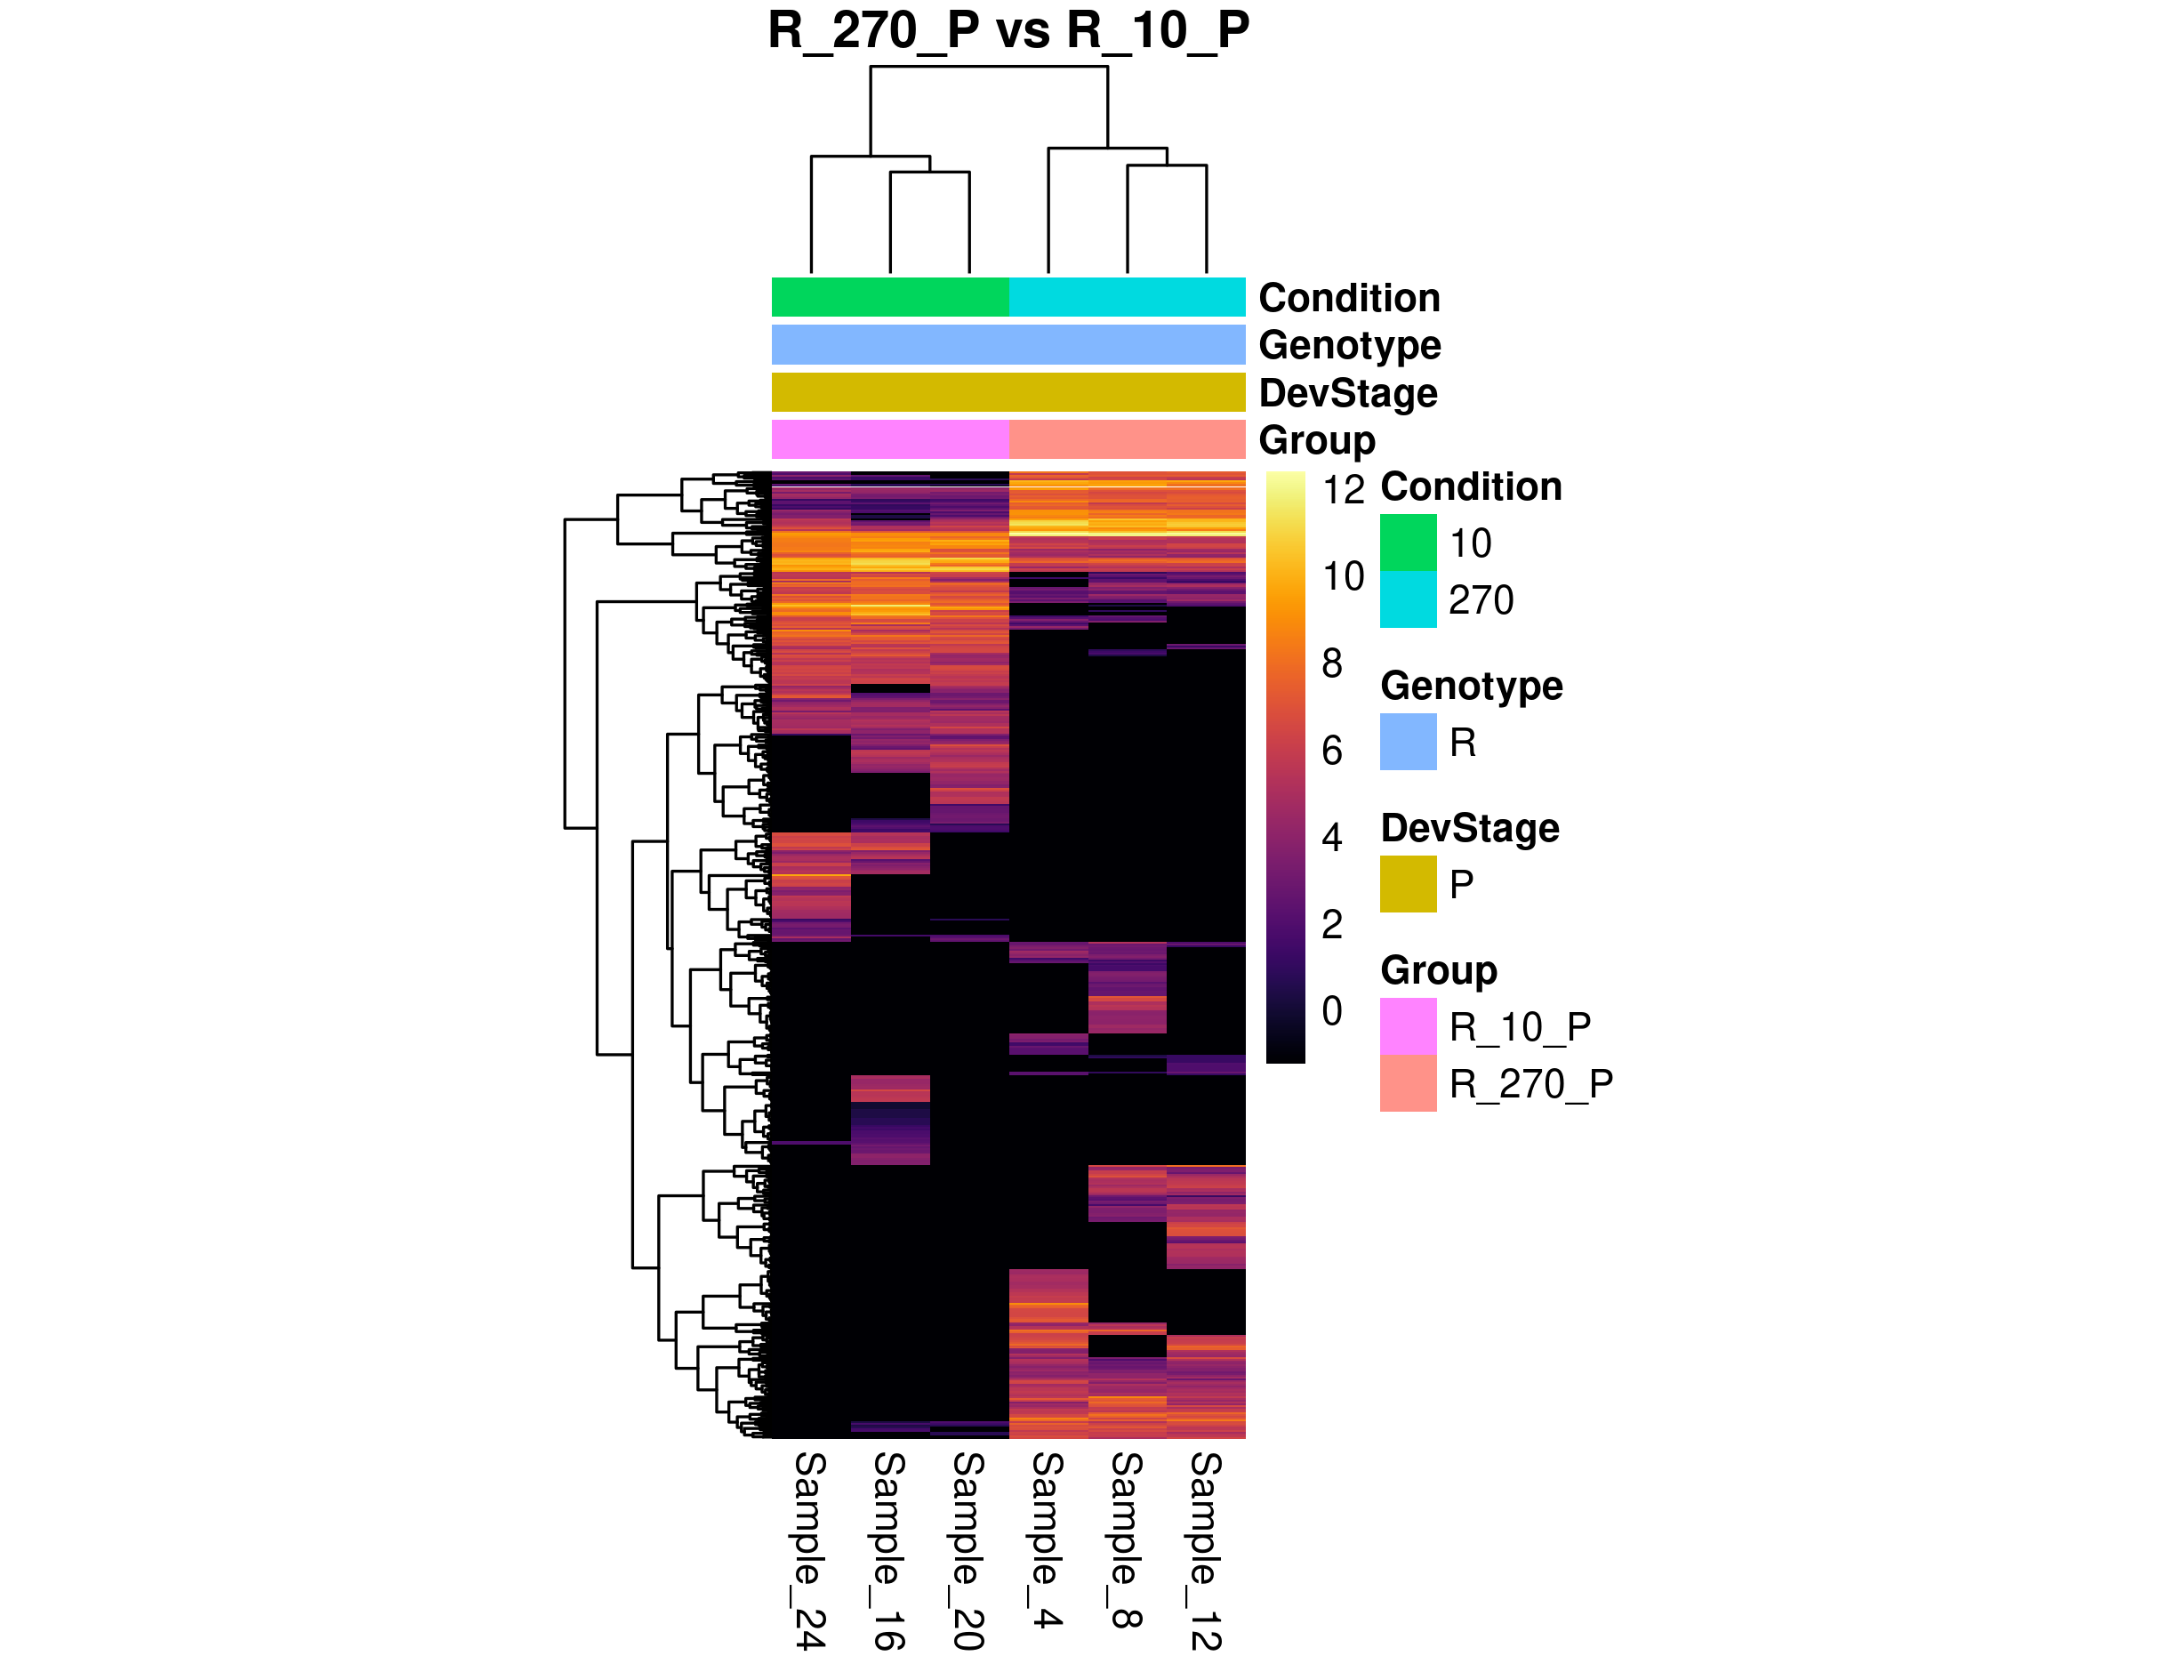 R_270_P vs R_10_P
Condition
Genotype
DevStage
Group
12
10
8
6
4
2
0
Condition
10
270
Genotype
R
DevStage
P
Group
R_10_P
R_270_P
Sample_24
Sample_16
Sample_20
Sample_4
Sample_8
Sample_12